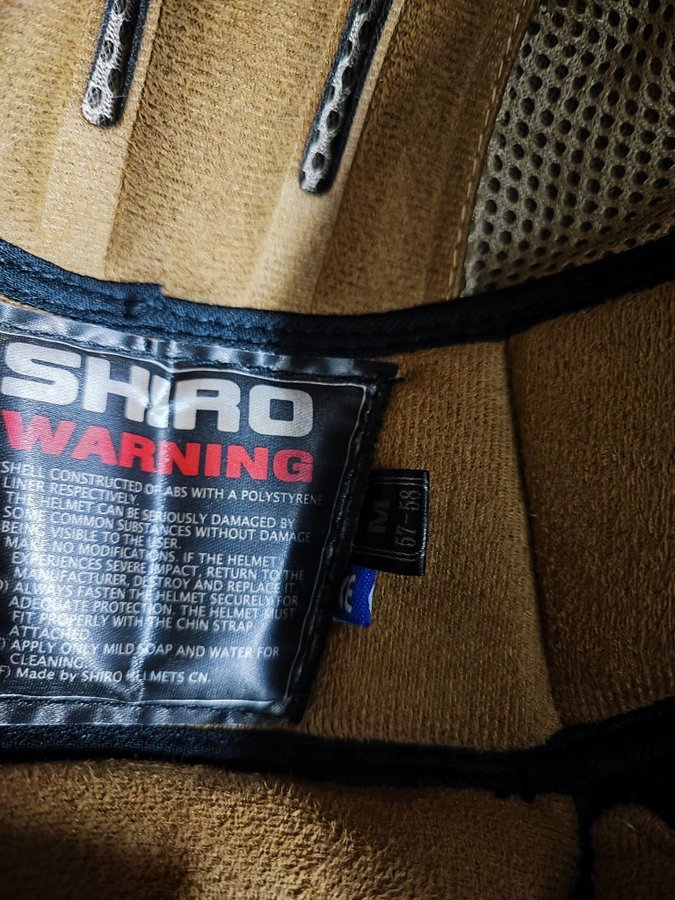 SHIRO
WARNING
SHELL CONSTRUCTED OF ABS WITH A POLYSTYRENE
LINER RESPECTIVELY
THE HELMET CAN BE SERIOUSLY DAMAGED BY
SOME COMMON SUBSTANCES WITHOUT DAMAGE
BEING VISIBLE TO THE USER.
MAKE NO MODIFICATIONS. IF THE HELMET
EXPERIENCES SEVERE IMPACT, RETURN TO THE
MANUFACTURER, DESTROY AND REPLACE IT.
D) ALWAYS FASTEN THE HELMET SECURELY FOR
ADEQUATE PROTECTION. THE HELMET MUST
FIT PROPERLY WITH THE CHIN STRAP
ATTACHED.
) APPLY ONLY MILD SOAP AND WATER FOR
CLEANING.
F) Made by SHIRO HELMETS CN.
M
57-58